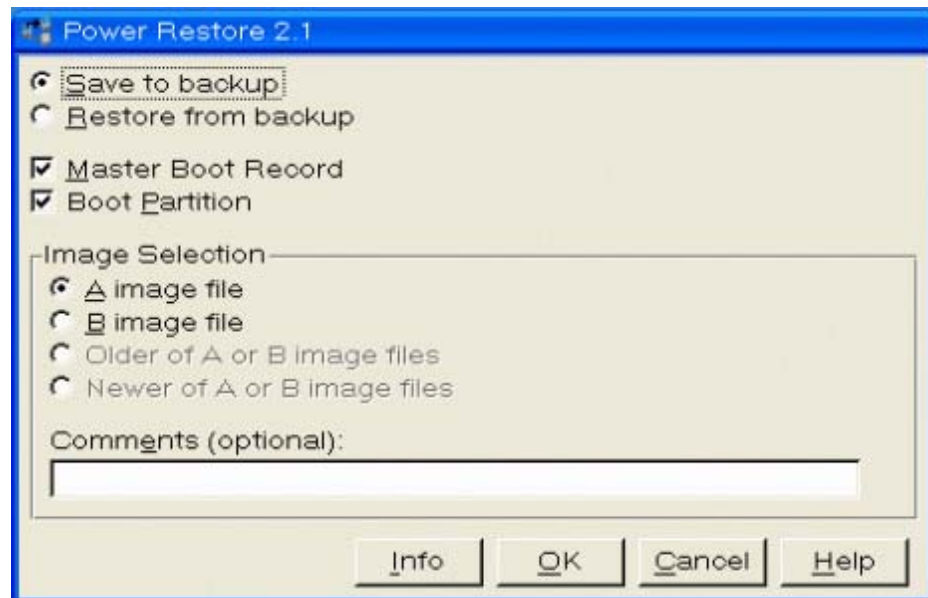 Power Restore 2.1
Save to backup
Restore from backup
Master Boot Record
Boot Partition
Image Selection
A image file
B image file
Older of A or B image files
Newer of A or B image files
Comments (optional):
Info OK Cancel Help